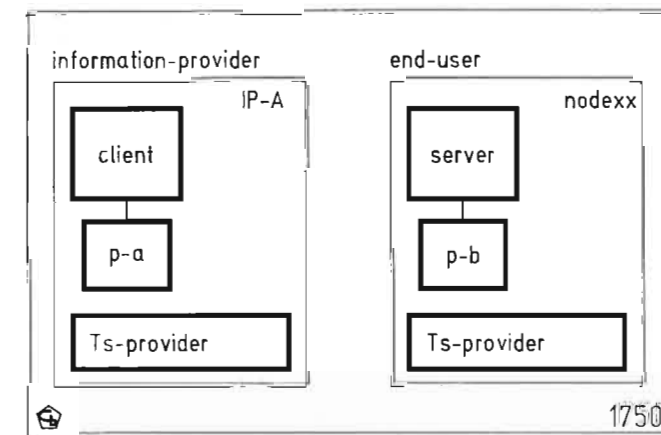 information-provider
end-user
IP-A
nodexx
client
server
p-a
p-b
Ts-provider
Ts-provider
1750